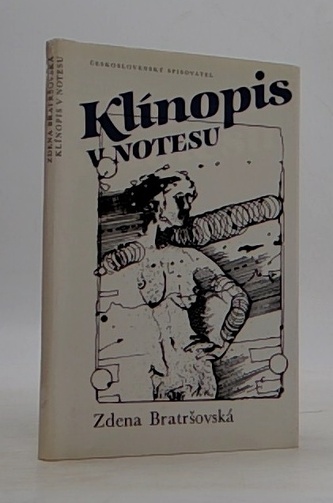 ČESKOSLOVENSKÝ SPISOVATEL
Klínopis
V NOTESU
Zdena Bratršovská
ZDENA BRATRŠOVSKÁ
KLÍNOPIS V NOTESU